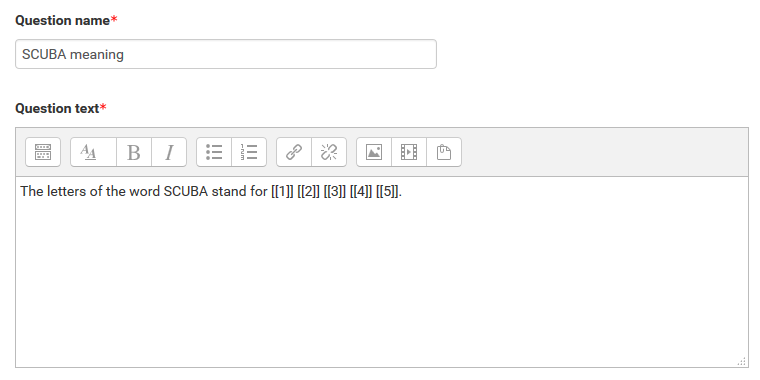 Question name*
SCUBA meaning
Question text*
The letters of the word SCUBA stand for [[1]] [[2]] [[3]] [[4]] [[5]].